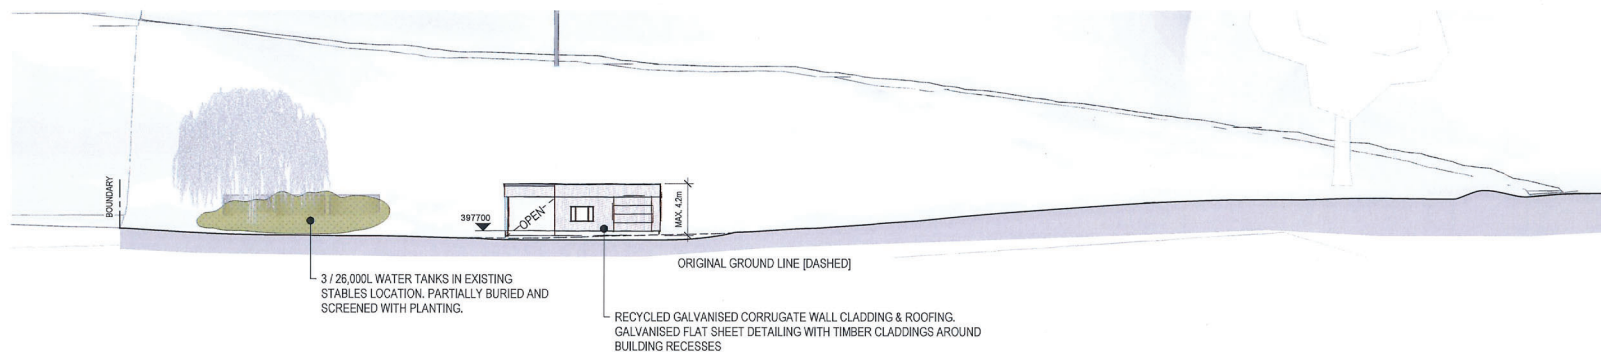 BOUNDARY
397700
OPEN
MAX. 4.2m
ORIGINAL GROUND LINE [DASHED]
3 / 26,000L WATER TANKS IN EXISTING
STABLES LOCATION. PARTIALLY BURIED AND
SCREENED WITH PLANTING.
RECYCLED GALVANISED CORRUGATE WALL CLADDING & ROOFING.
GALVANISED FLAT SHEET DETAILING WITH TIMBER CLADDINGS AROUND
BUILDING RECESSES